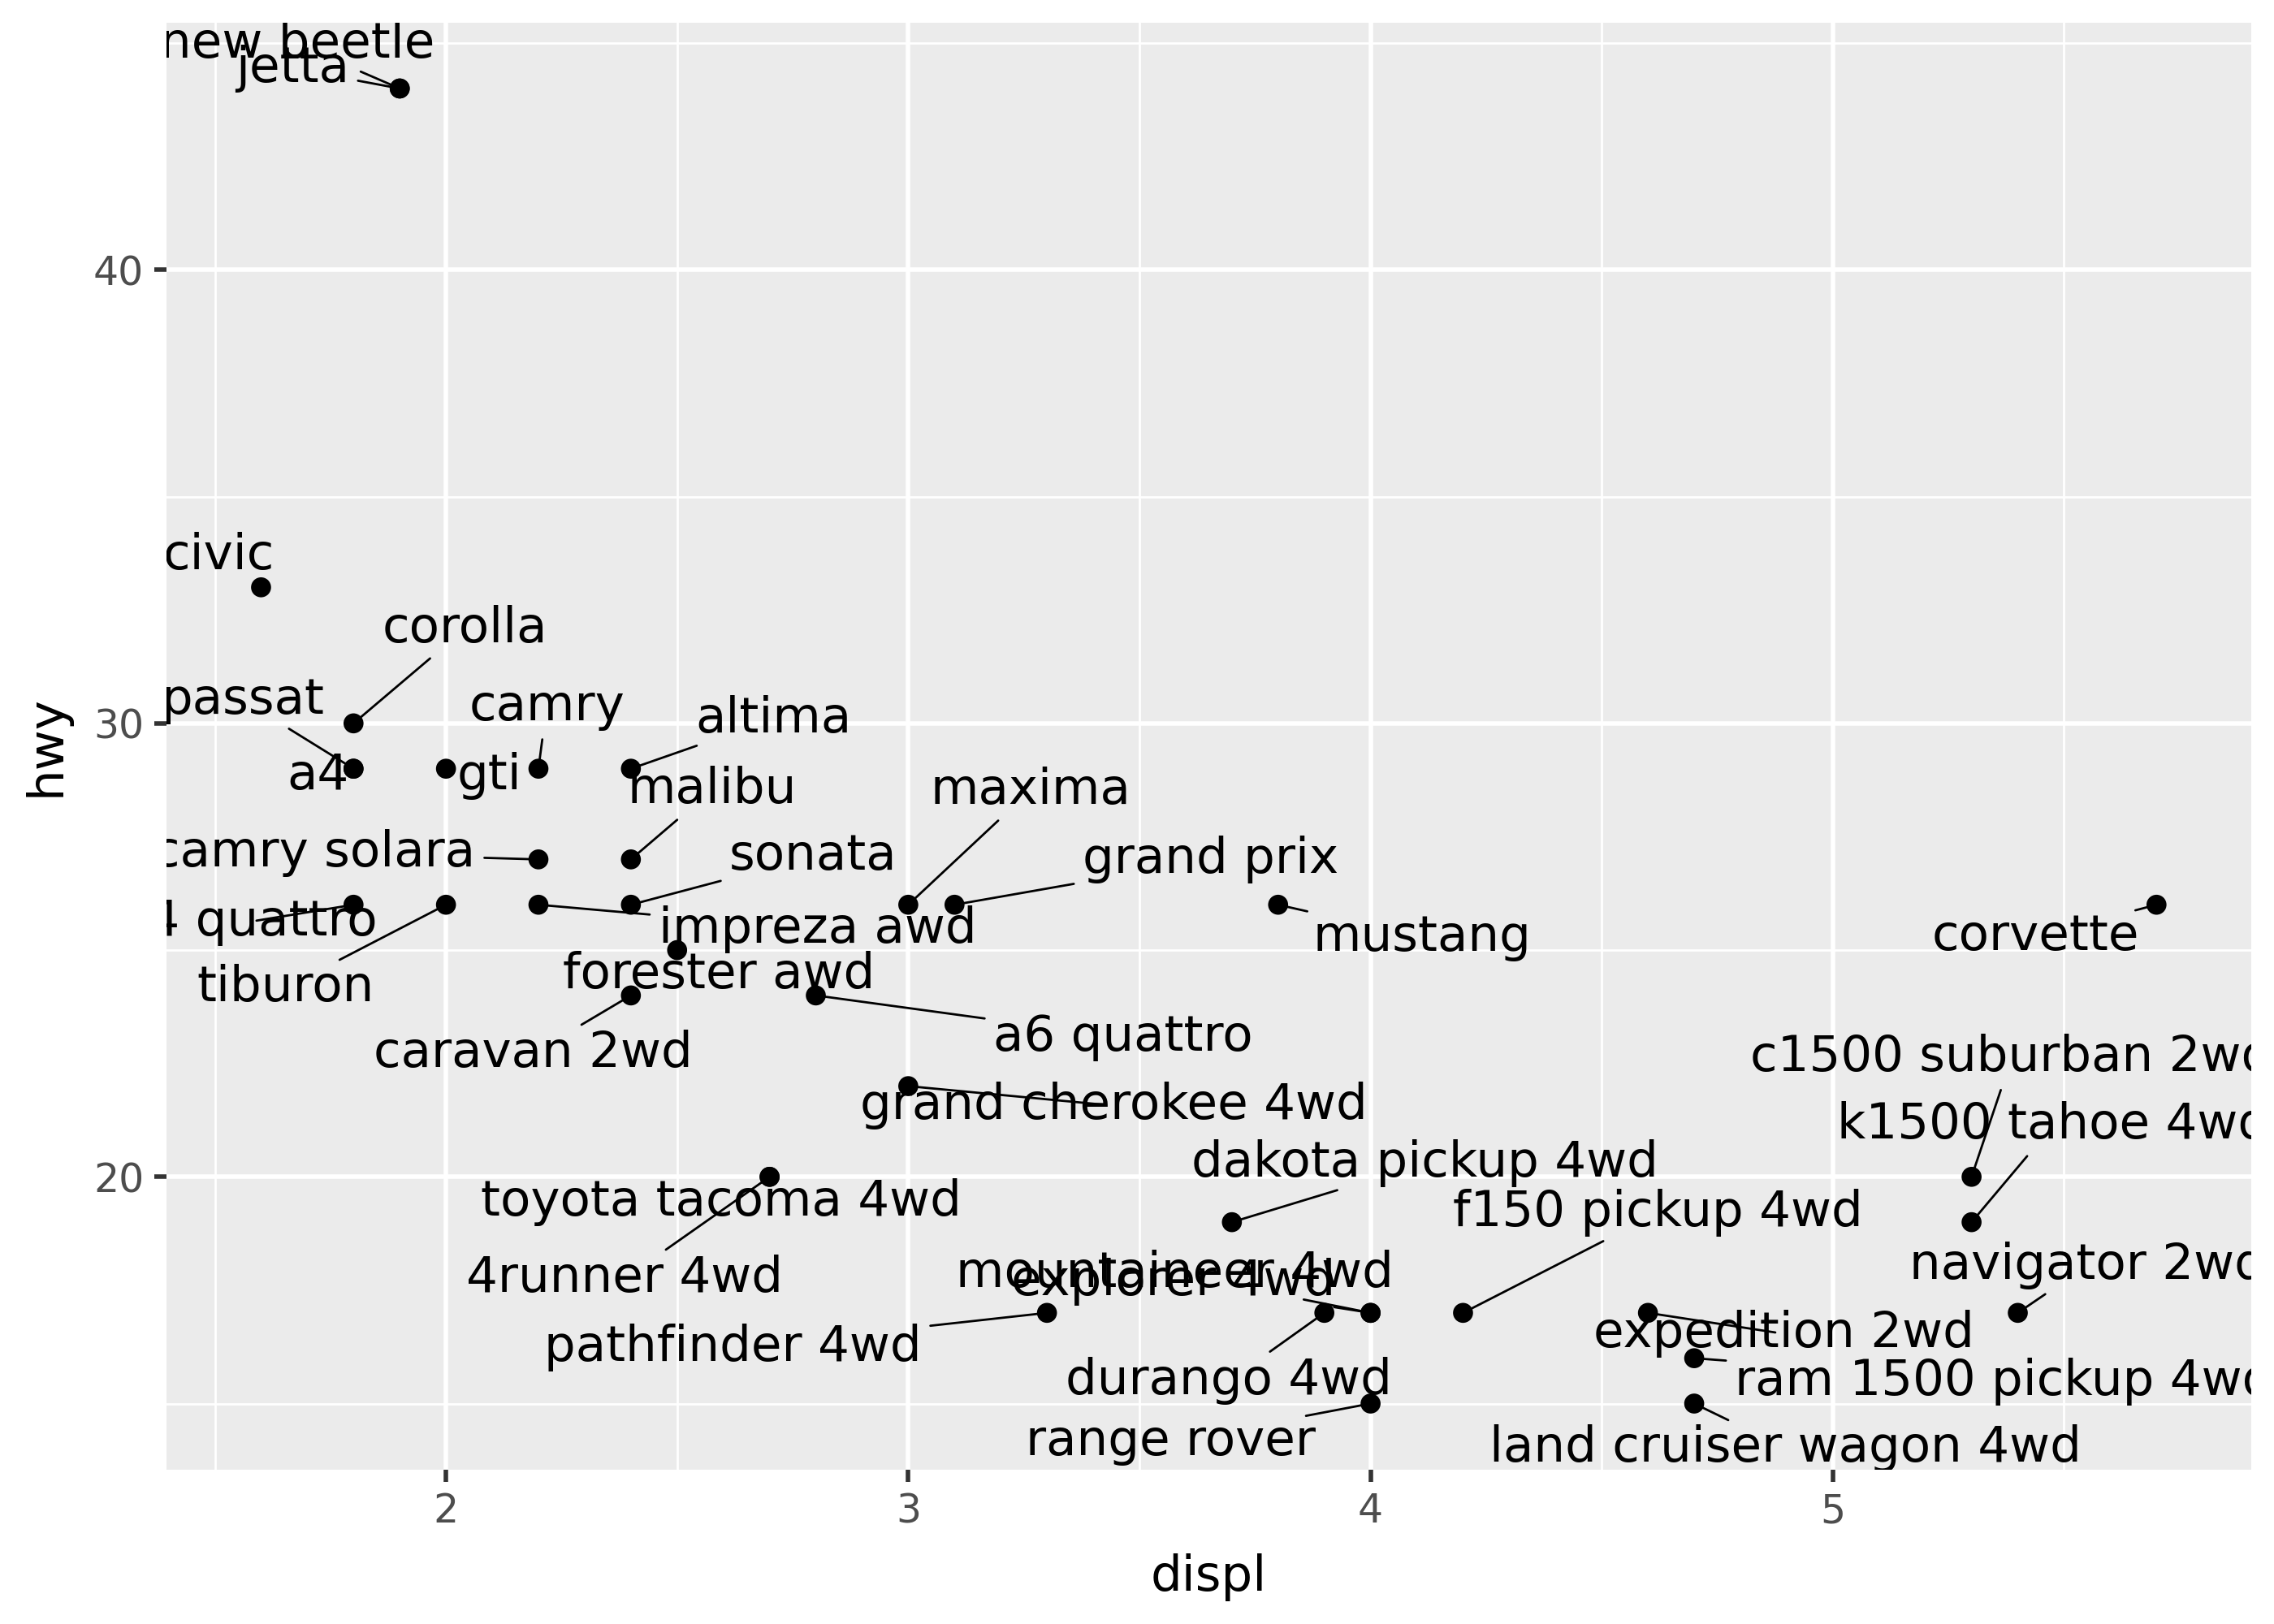 new beetle
jetta
40
civic
corolla
passat
camry
altima
30
a4
gti
malibu
maxima
hwy
camry solara
sonata
grand prix
4 quattro
impreza awd
mustang
corvette
forester awd
tiburon
a6 quattro
caravan 2wd
c1500 suburban 2wd
grand cherokee 4wd
k1500 tahoe 4wd
dakota pickup 4wd
20
toyota tacoma 4wd
f150 pickup 4wd
navigator 2wd
4runner 4wd
mountaineer 4wd
explorer 4wd
expedition 2wd
pathfinder 4wd
durango 4wd
ram 1500 pickup 4wd
range rover
land cruiser wagon 4wd
2 3 4 5
displ